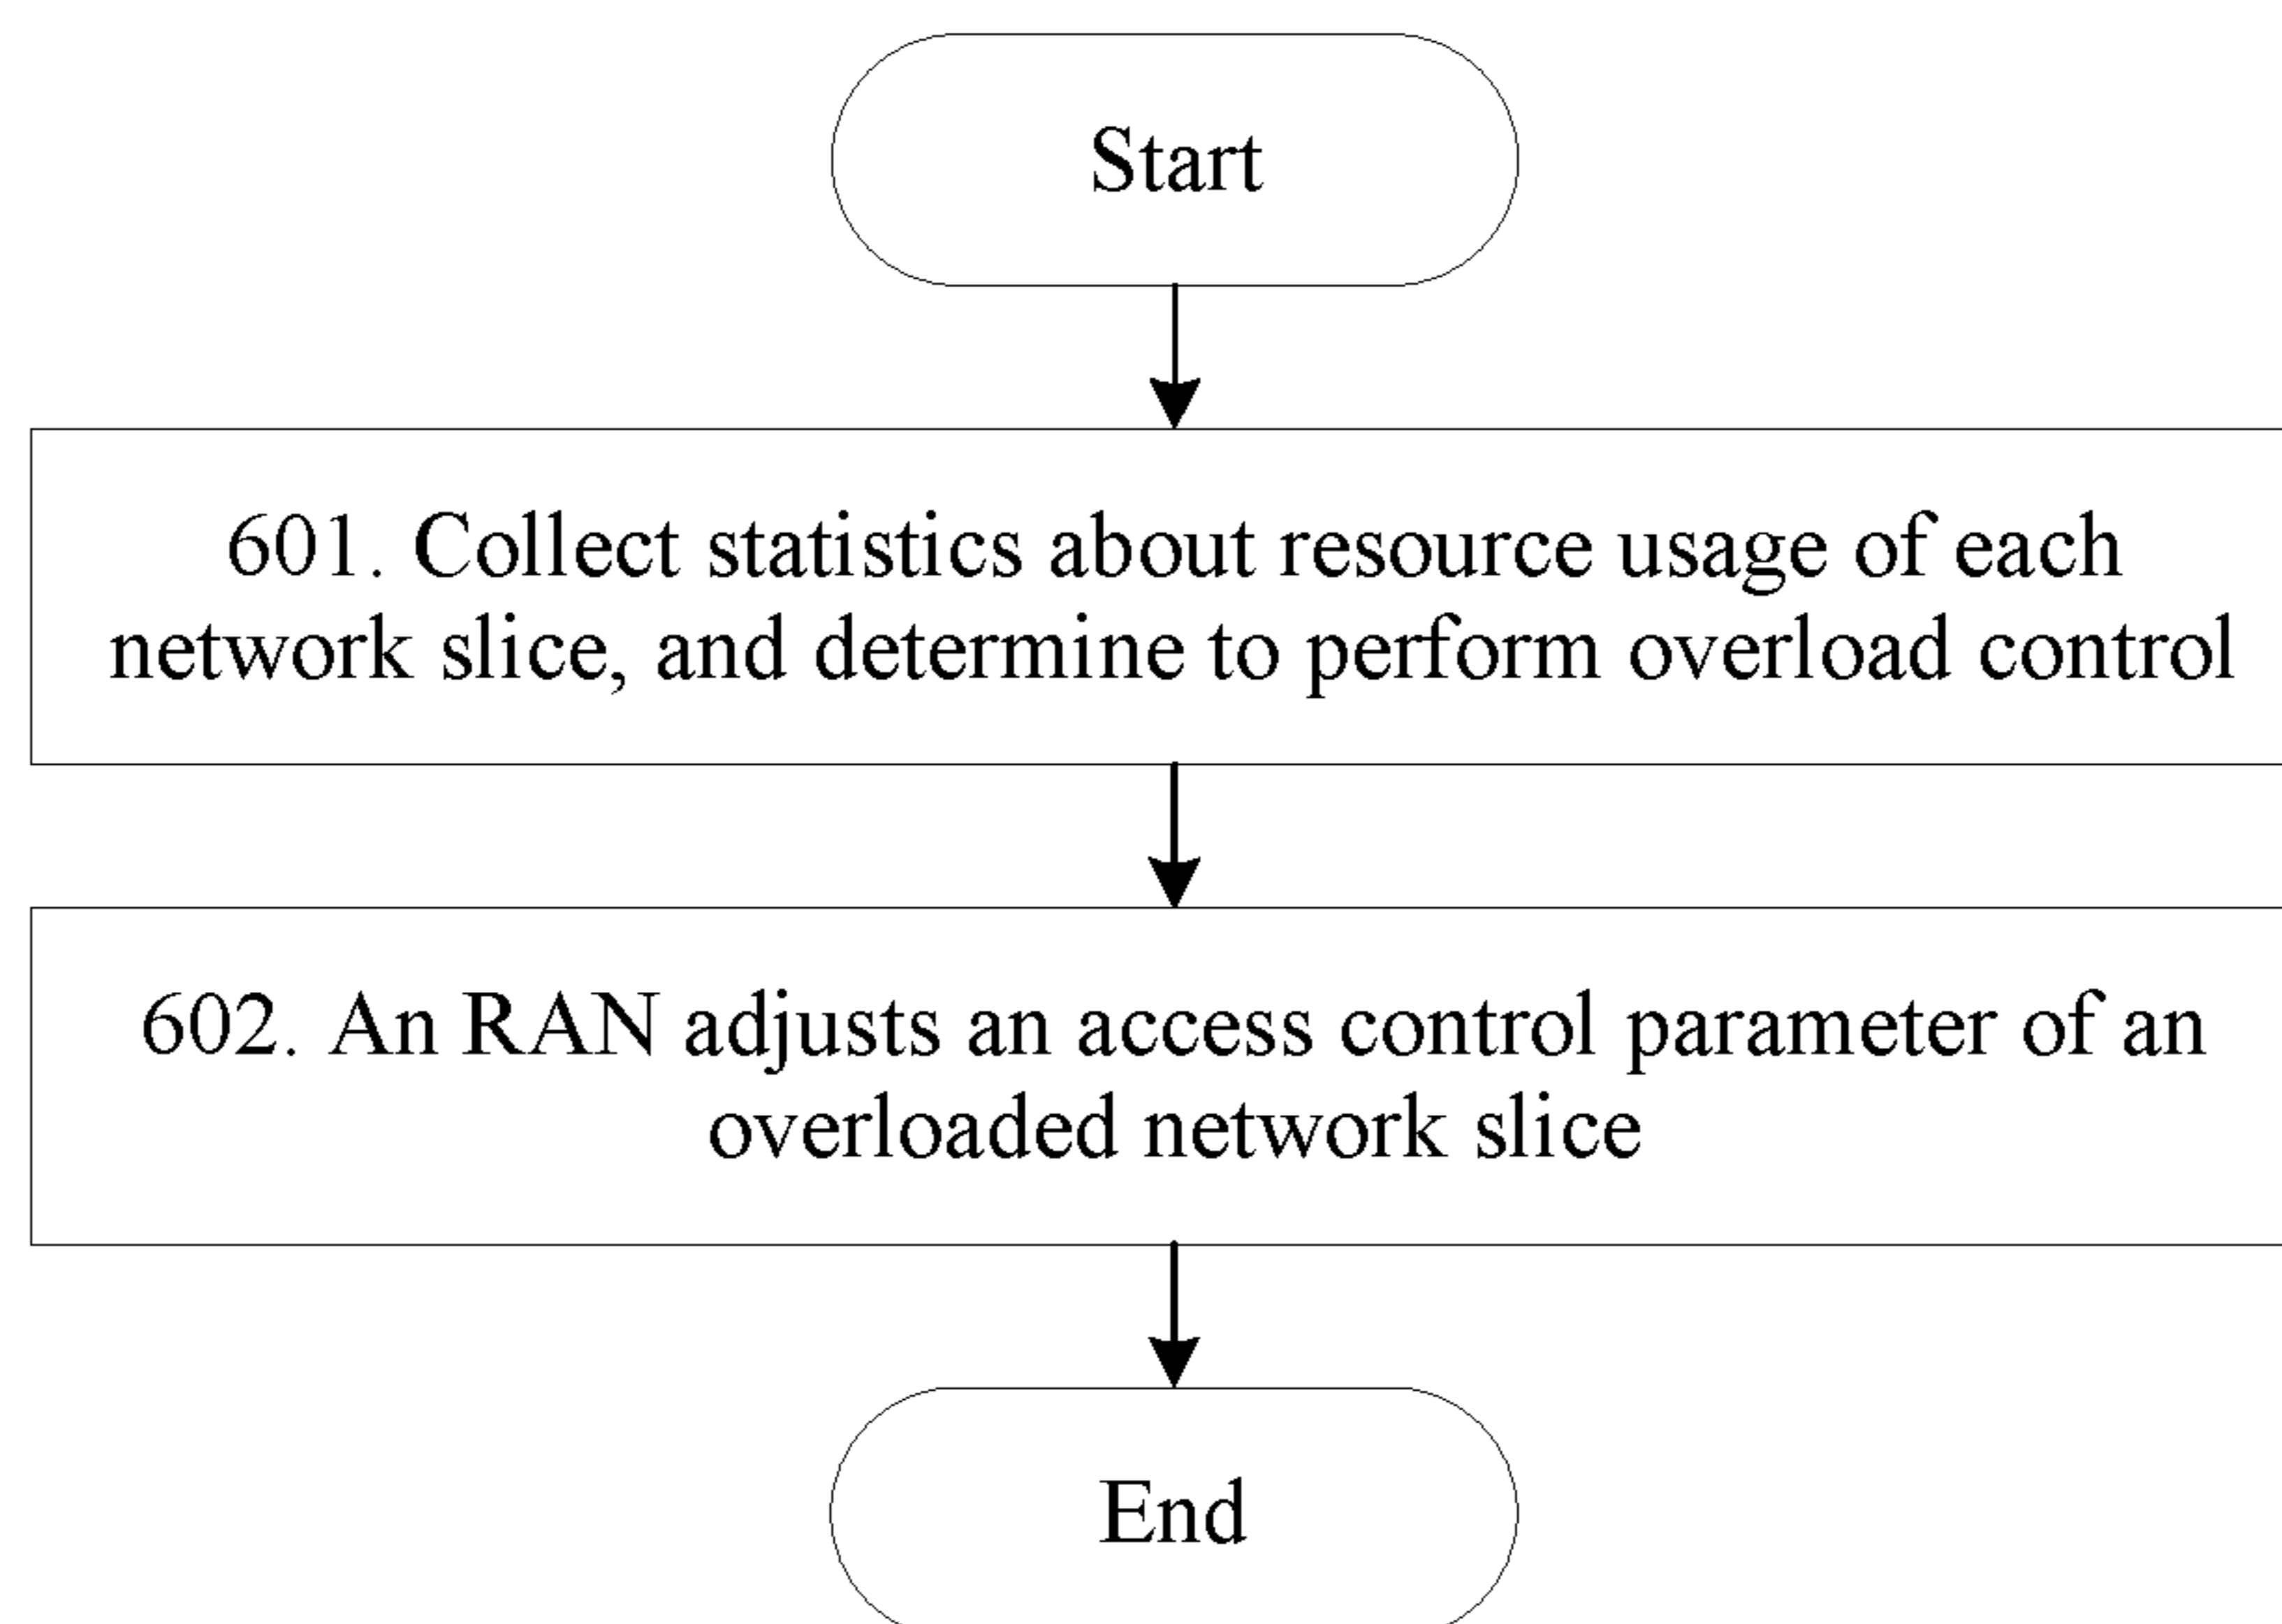 Start
601. Collect statistics about resource usage of each
network slice, and determine to perform overload control
602. An RAN adjusts an access control parameter of an
overloaded network slice
End